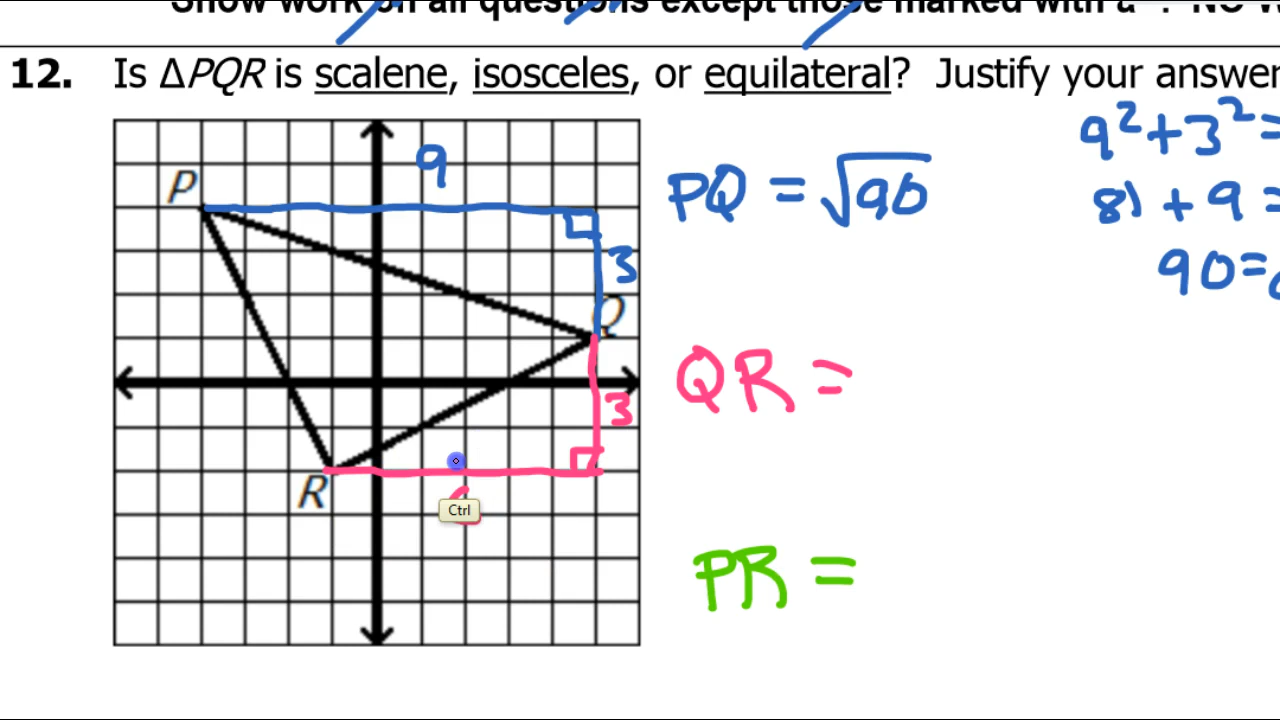 Show work on all questions except those marked with a
12. Is ΔPQR is scalene, isosceles, or equilateral? Justify your answer
9² + 3² =
9
P
PQ = √90
81 + 9 =
3
90 =
Q
QR =
3
R
Ctrl
PR =